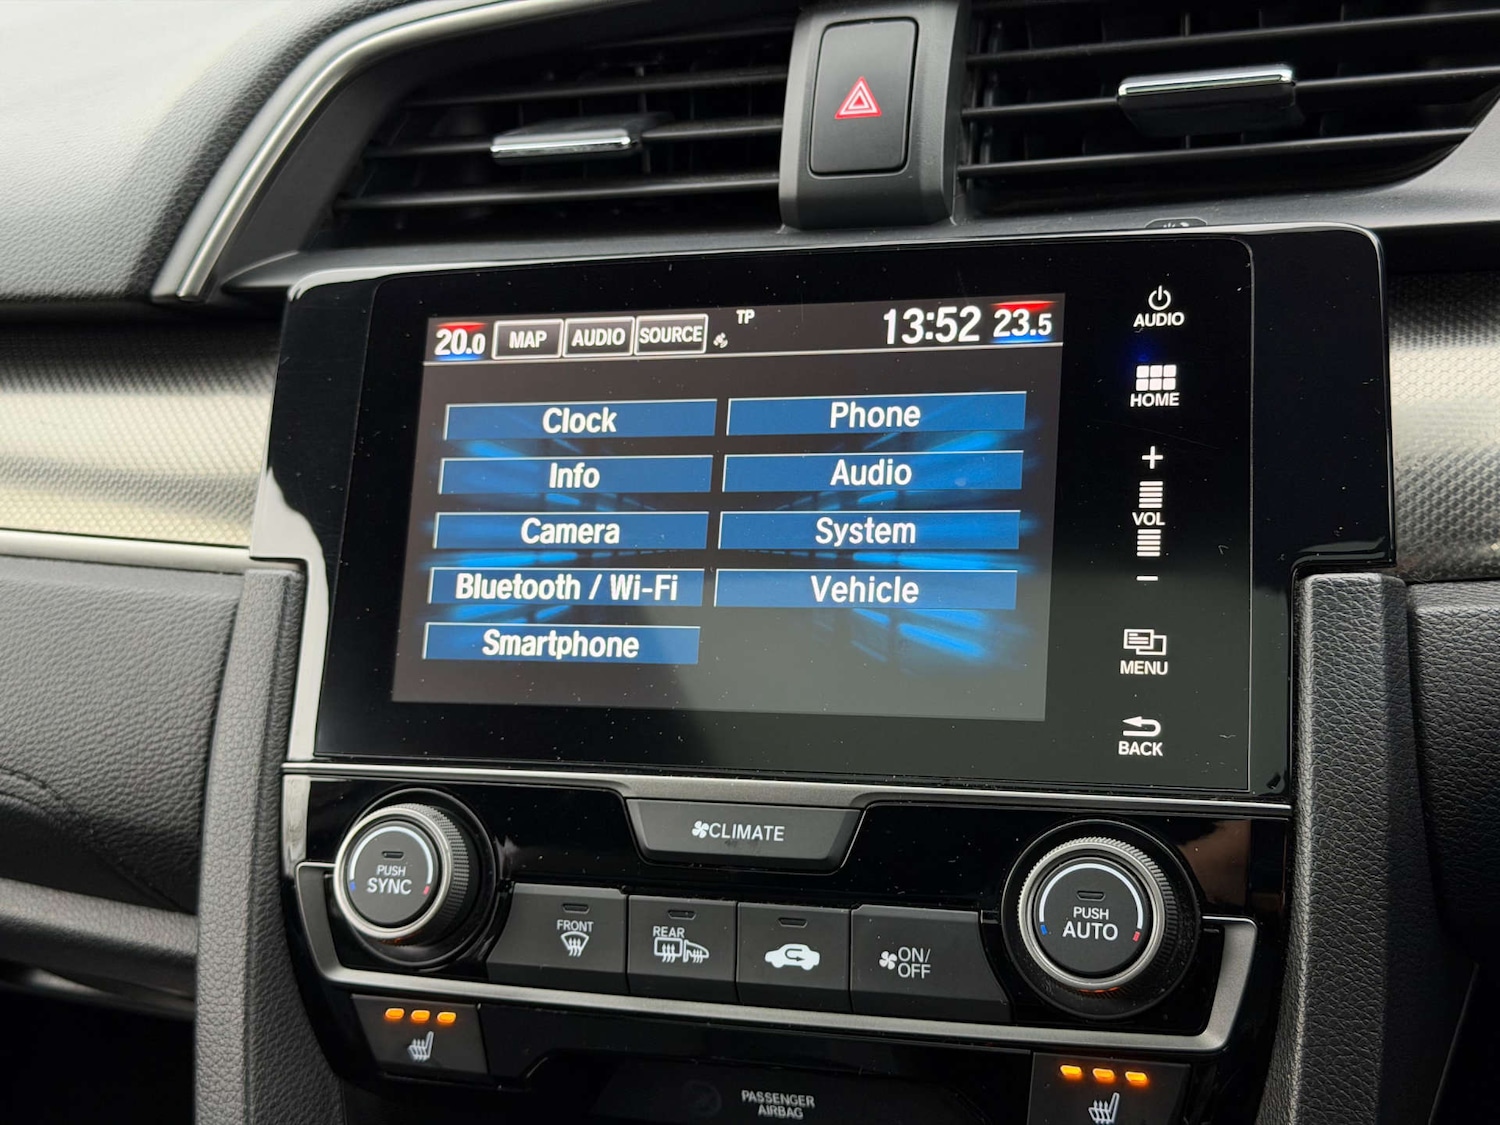 20.0 MAP AUDIO SOURCE TP 13:52 23.5
Clock Phone
Info Audio
Camera System
Bluetooth / Wi-Fi Vehicle
Smartphone
AUDIO
HOME
+
VOL
−
MENU
BACK
CLIMATE
PUSH
SYNC
FRONT
REAR
ON/
OFF
PUSH
AUTO
PASSENGER
AIRBAG